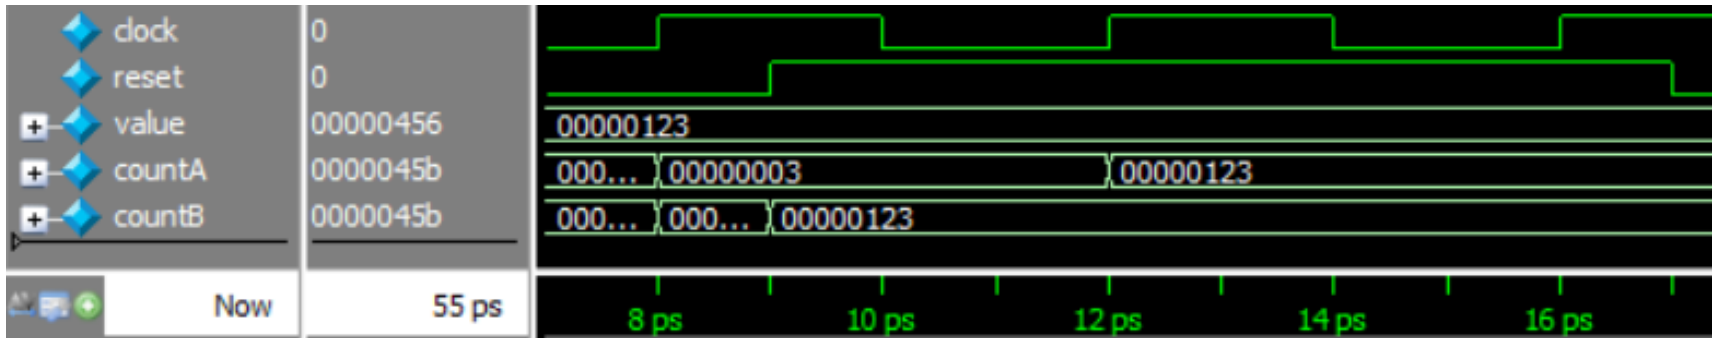 clock 0
reset 0
value 00000456 00000123
countA 0000045b 000... 00000003 00000123
countB 0000045b 000... 000... 00000123
Now 55 ps 8 ps 10 ps 12 ps 14 ps 16 ps